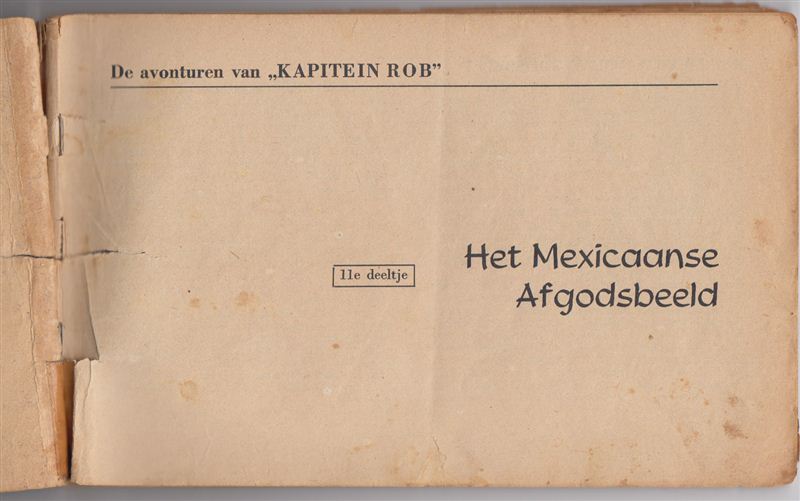 De avonturen van „KAPITEIN ROB”
11e deeltje
Het Mexicaanse
Afgodsbeeld